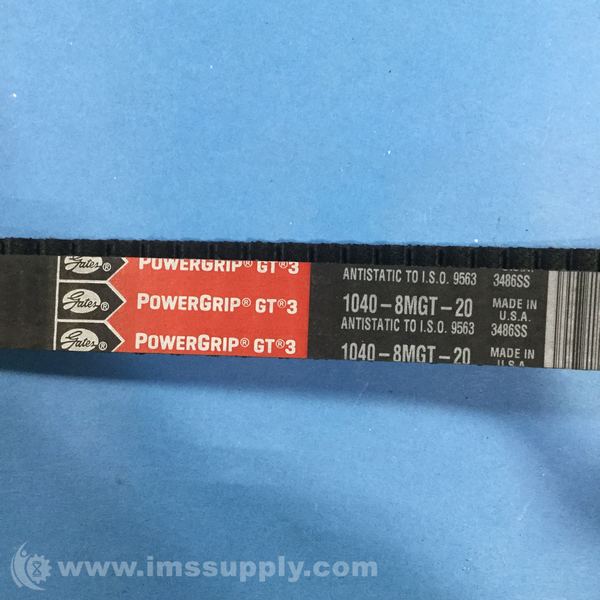 Gates® POWERGRIP® GT®3
ANTISTATIC TO I.S.O. 9563 3486SS
Gates® POWERGRIP® GT®3
1040-8MGT-20 MADE IN U.S.A.
ANTISTATIC TO I.S.O. 9563 3486SS
Gates® POWERGRIP® GT®3
1040-8MGT-20 MADE IN U.S.A.
www.imssupply.com